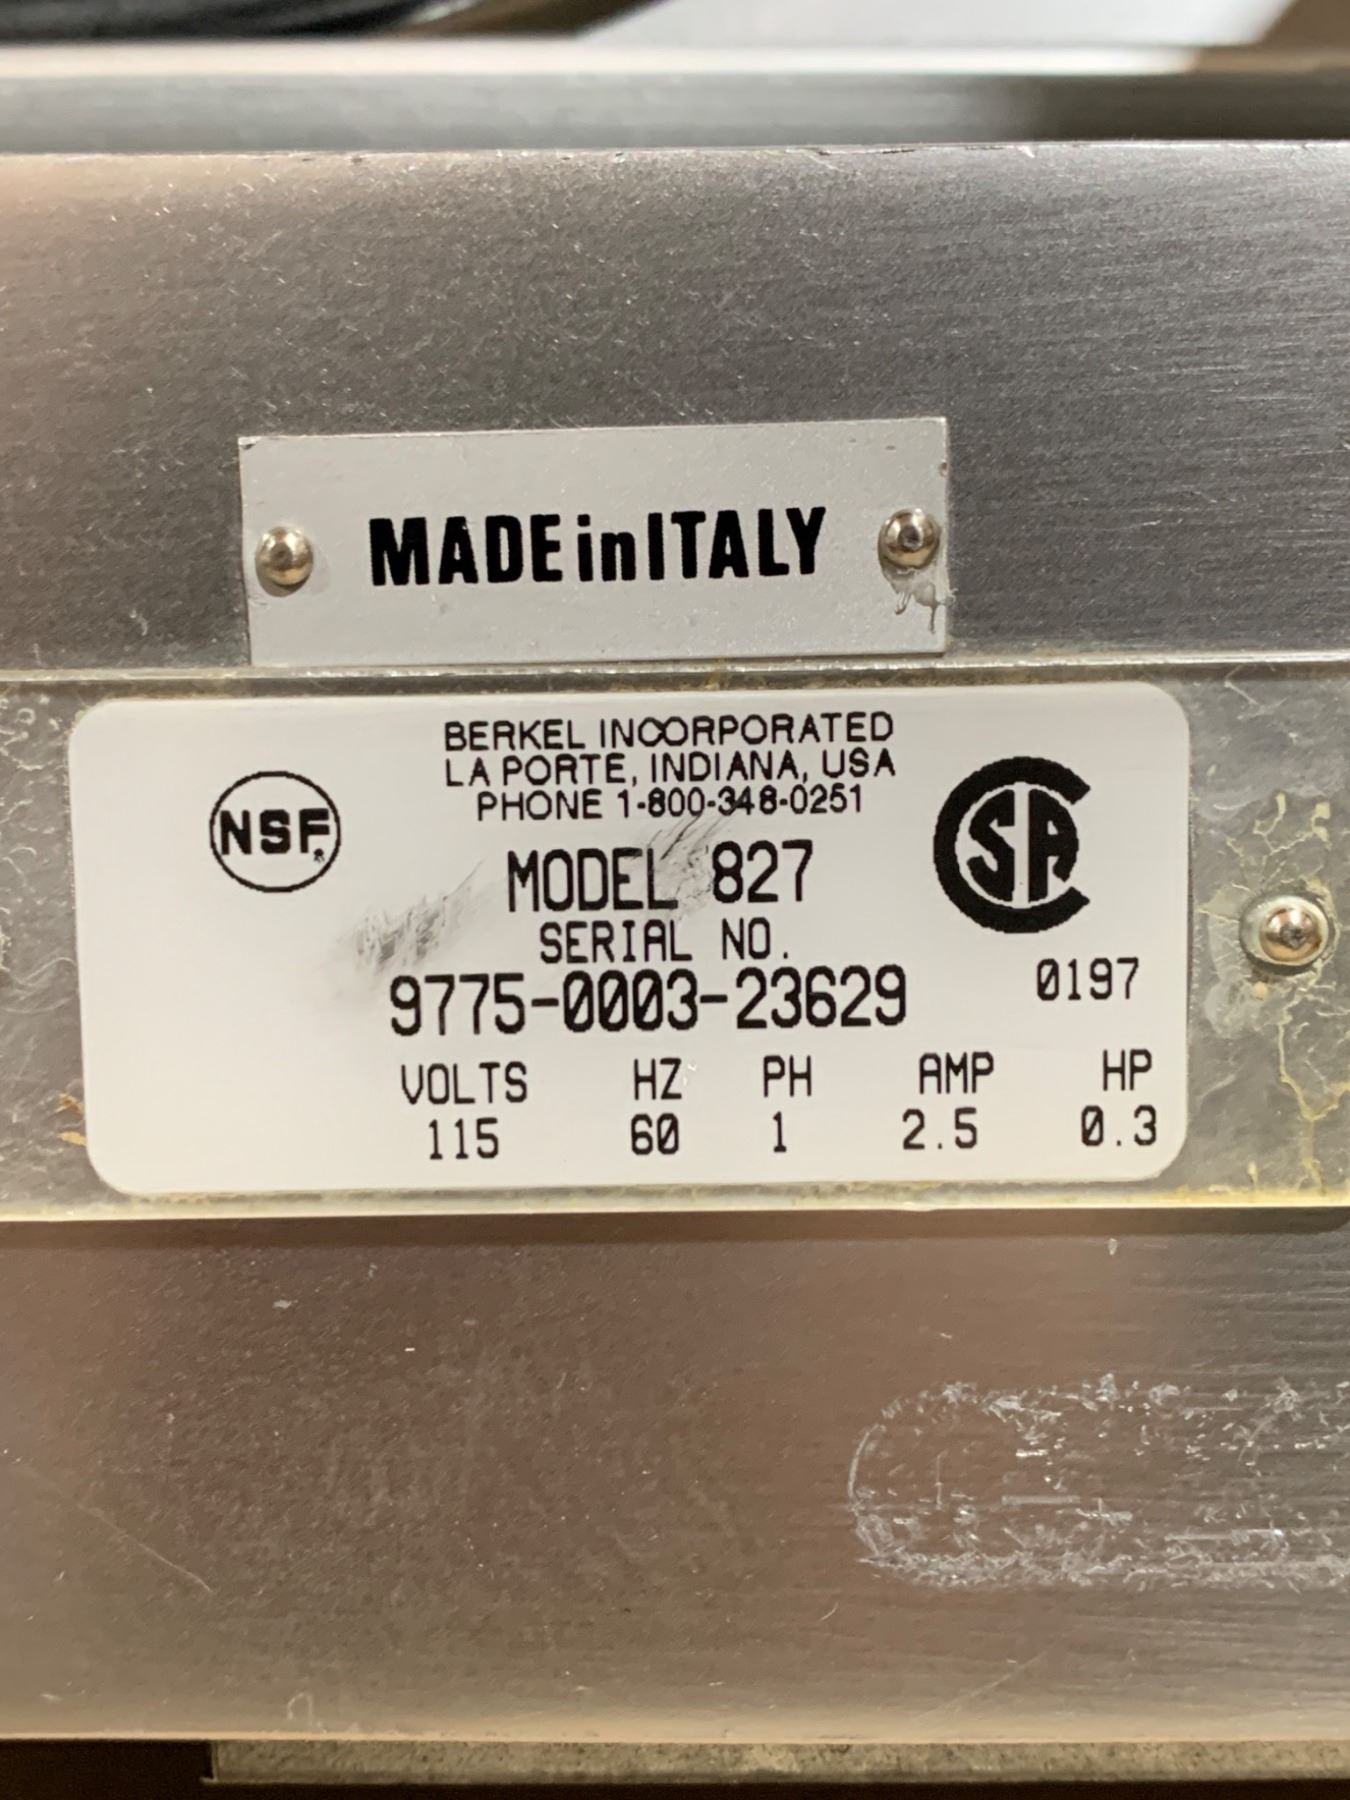 MADE in ITALY
BERKEL INCORPORATED
LA PORTE, INDIANA, USA
PHONE 1-800-348-0251
NSF®
MODEL 827
CSA
SERIAL NO.
9775-0003-23629
0197
VOLTS HZ PH AMP HP
115 60 1 2.5 0.3